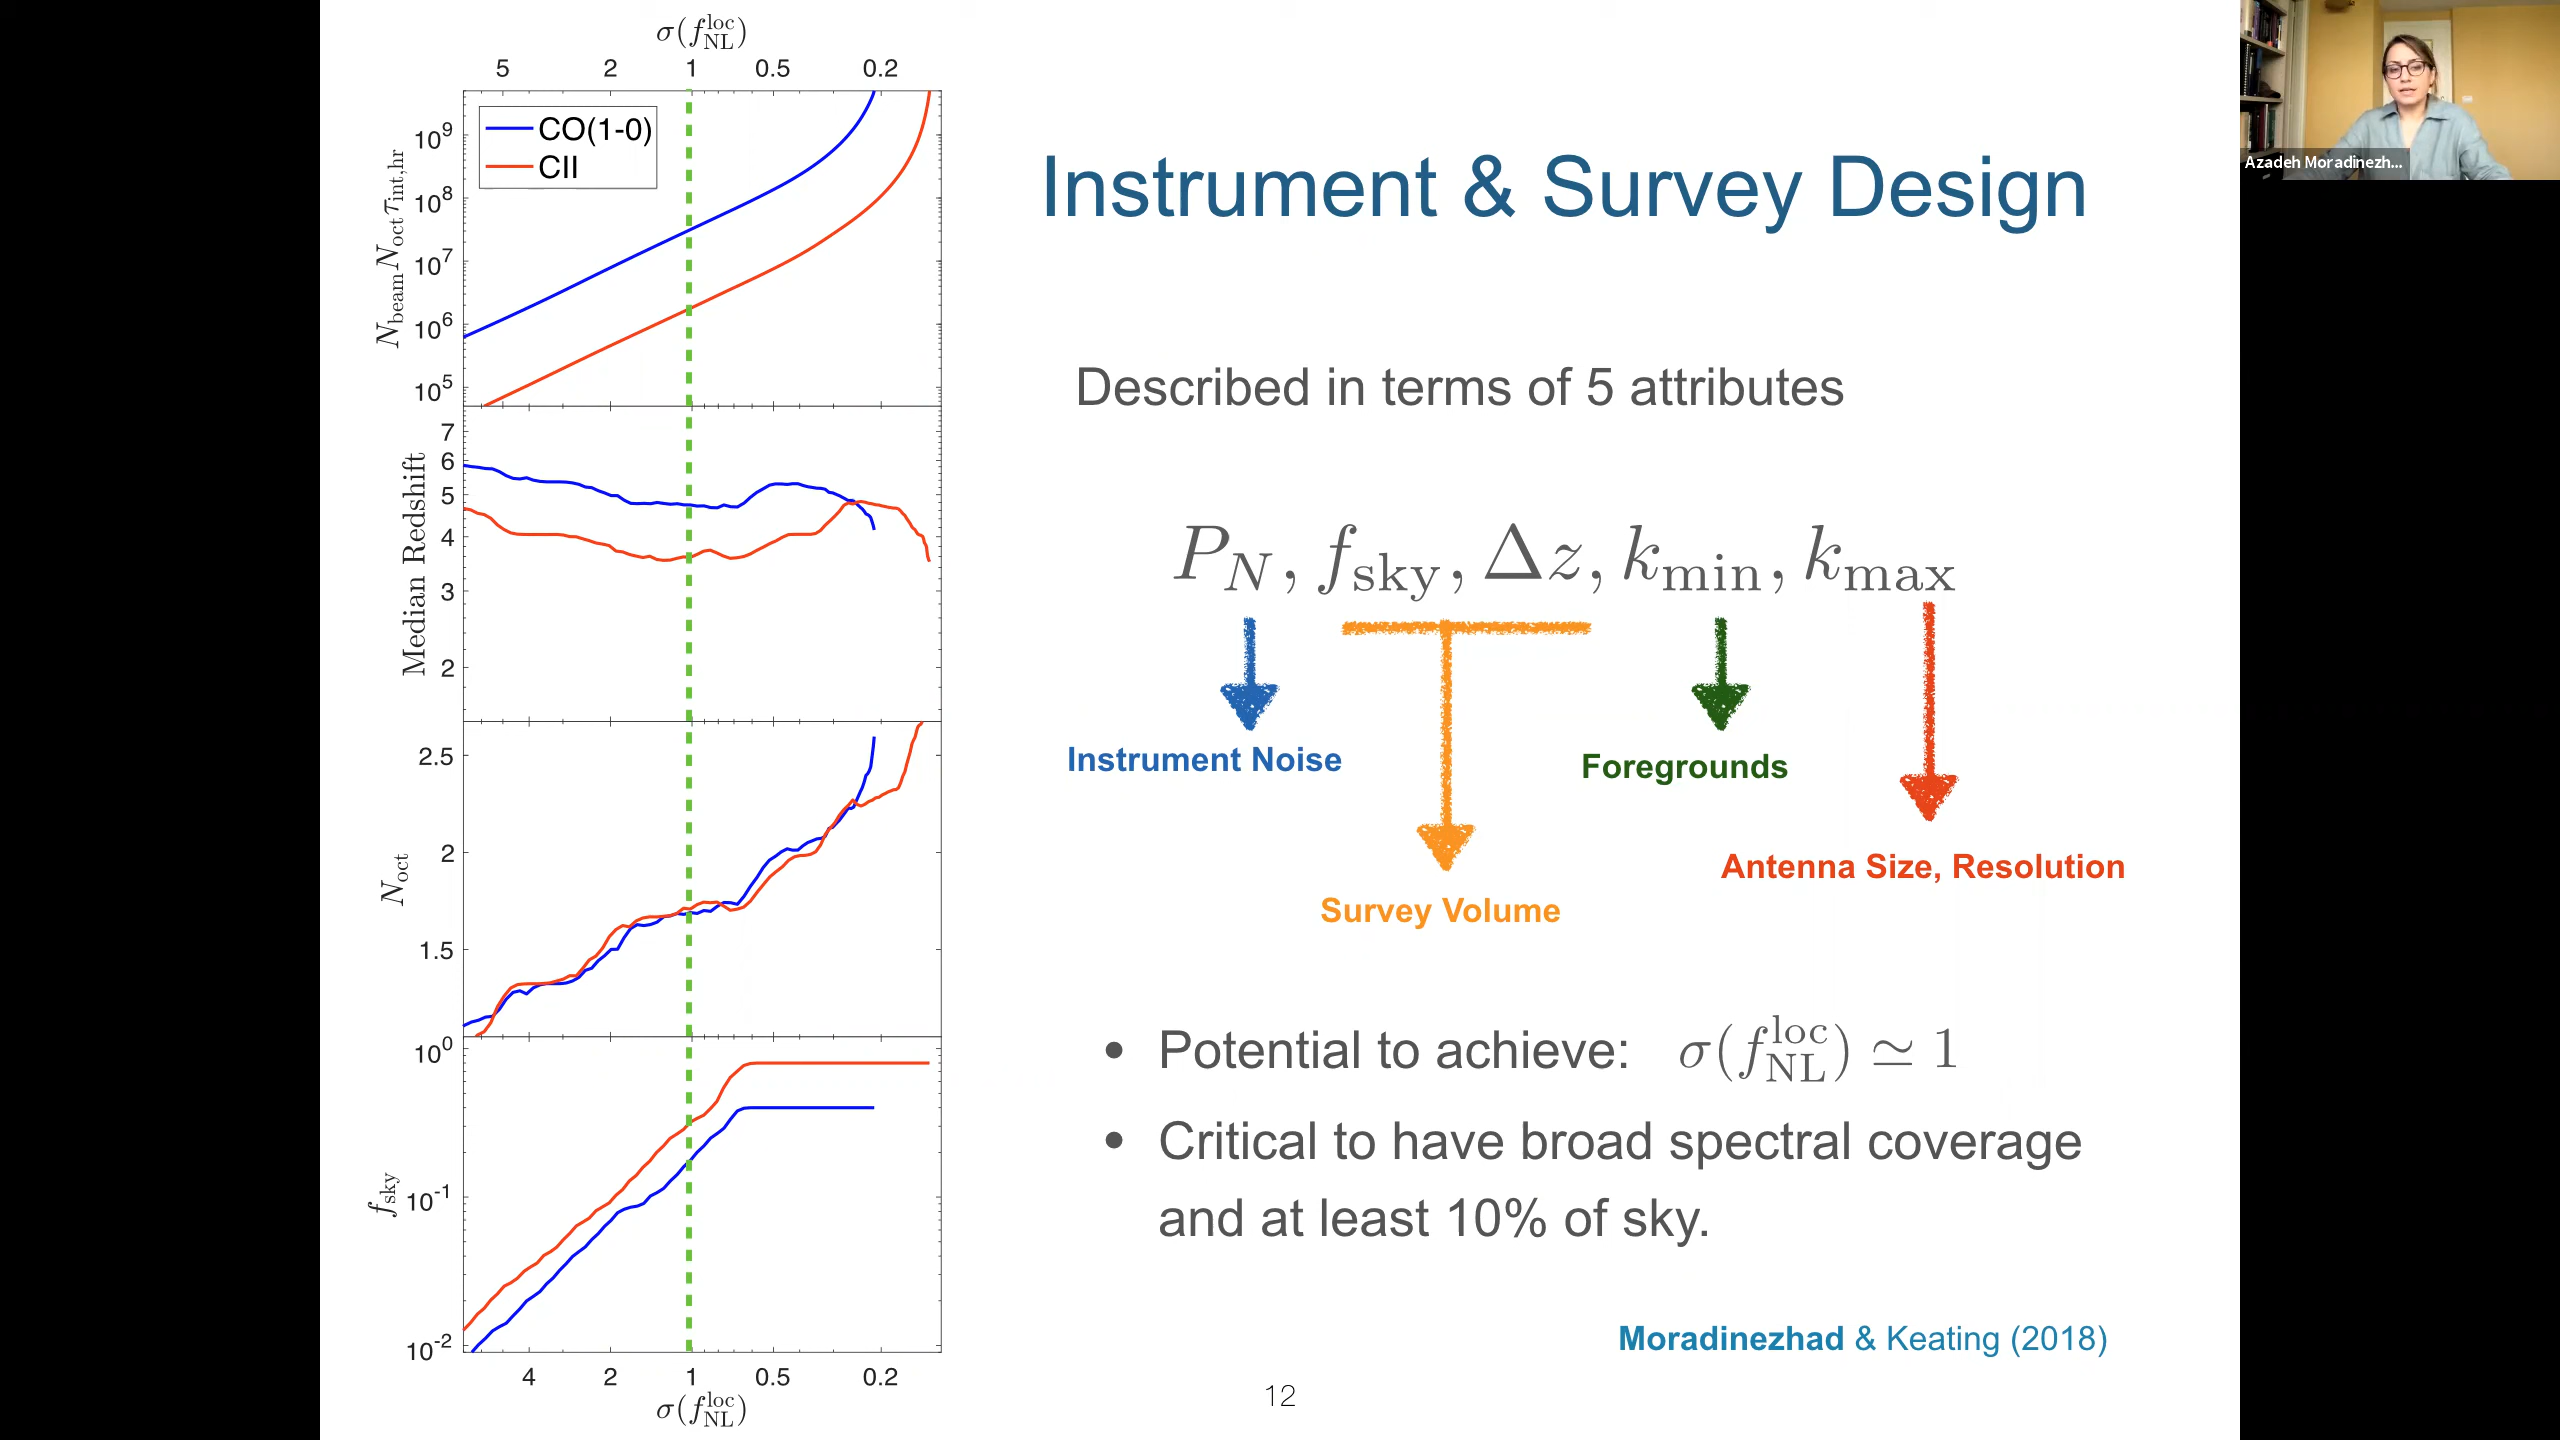 σ(f_NL^loc)
5 2 1 0.5 0.2
CO(1-0)
CII
N_beam N_oct τ_int,hr
10^9
10^8
10^7
10^6
10^5
Median Redshift
7
6
5
4
3
2
N_oct
2.5
2
1.5
f_sky
10^0
10^-1
10^-2
4 2 1 0.5 0.2
σ(f_NL^loc)
Instrument & Survey Design
Described in terms of 5 attributes
P_N, f_sky, Δz, k_min, k_max
Instrument Noise
Foregrounds
Antenna Size, Resolution
Survey Volume
• Potential to achieve: σ(f_NL^loc) ≃ 1
• Critical to have broad spectral coverage
and at least 10% of sky.
Moradinezhad & Keating (2018)
12
Azadeh Moradinezh...